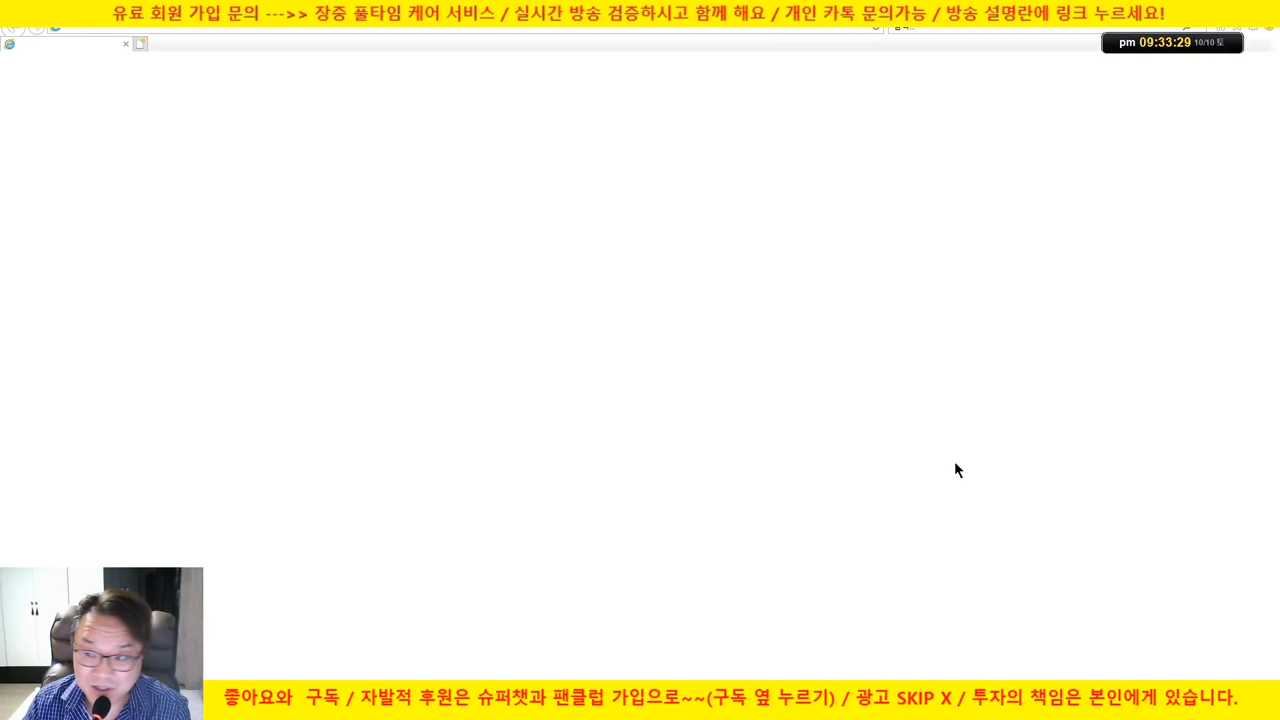 유료 회원 가입 문의 --->> 장중 풀타임 케어 서비스 / 실시간 방송 검증하시고 함께 해요 / 개인 카톡 문의가능 / 방송 설명란에 링크 누르세요!
pm 09:33:29 10/10 토
좋아요와 구독 / 자발적 후원은 슈퍼챗과 팬클럽 가입으로~~(구독 옆 누르기) / 광고 SKIP X / 투자의 책임은 본인에게 있습니다.